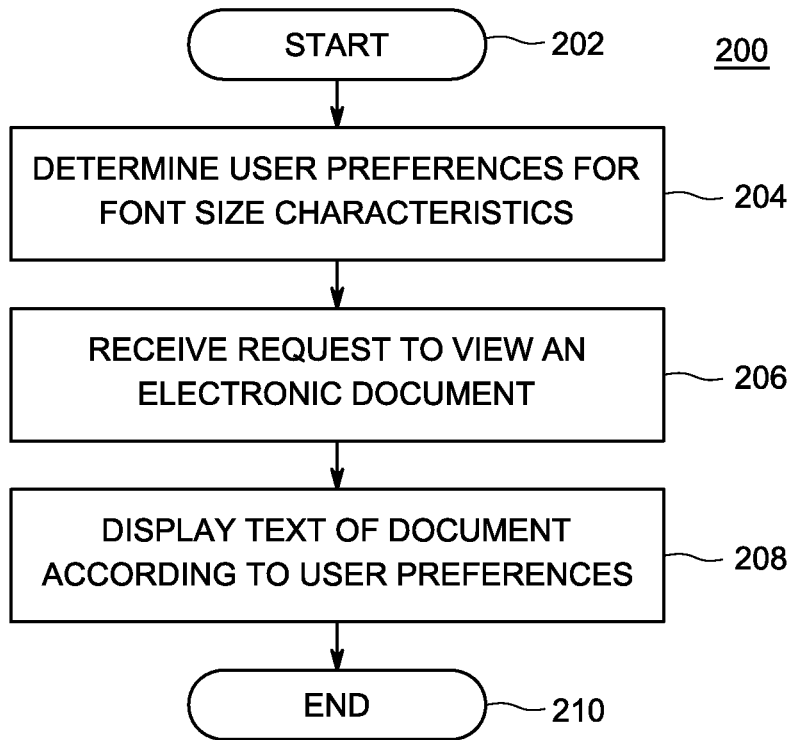 START
202
200
DETERMINE USER PREFERENCES FOR
FONT SIZE CHARACTERISTICS
204
RECEIVE REQUEST TO VIEW AN
ELECTRONIC DOCUMENT
206
DISPLAY TEXT OF DOCUMENT
ACCORDING TO USER PREFERENCES
208
END
210